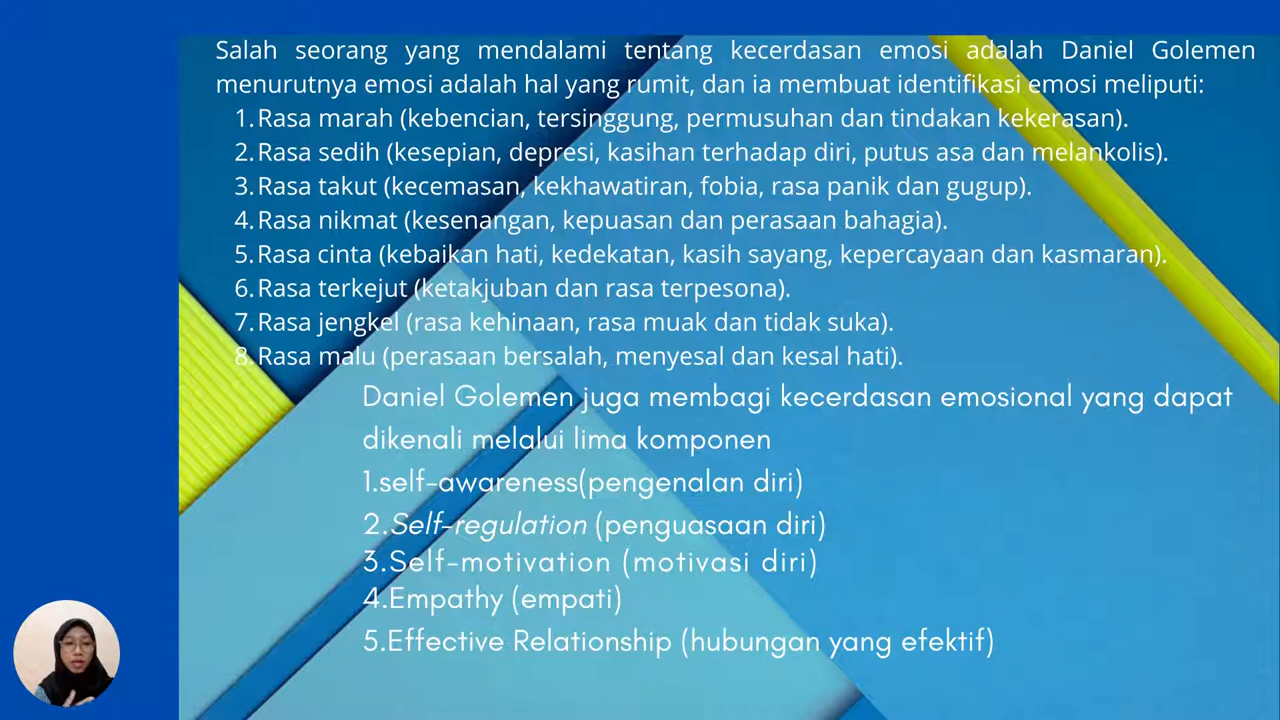 Salah seorang yang mendalami tentang kecerdasan emosi adalah Daniel Golemen
menurutnya emosi adalah hal yang rumit, dan ia membuat identifikasi emosi meliputi:
1. Rasa marah (kebencian, tersinggung, permusuhan dan tindakan kekerasan).
2. Rasa sedih (kesepian, depresi, kasihan terhadap diri, putus asa dan melankolis).
3. Rasa takut (kecemasan, kekhawatiran, fobia, rasa panik dan gugup).
4. Rasa nikmat (kesenangan, kepuasan dan perasaan bahagia).
5. Rasa cinta (kebaikan hati, kedekatan, kasih sayang, kepercayaan dan kasmaran).
6. Rasa terkejut (ketakjuban dan rasa terpesona).
7. Rasa jengkel (rasa kehinaan, rasa muak dan tidak suka).
8. Rasa malu (perasaan bersalah, menyesal dan kesal hati).
Daniel Golemen juga membagi kecerdasan emosional yang dapat
dikenali melalui lima komponen
1.self-awareness(pengenalan diri)
2.Self-regulation (penguasaan diri)
3.Self-motivation (motivasi diri)
4.Empathy (empati)
5.Effective Relationship (hubungan yang efektif)